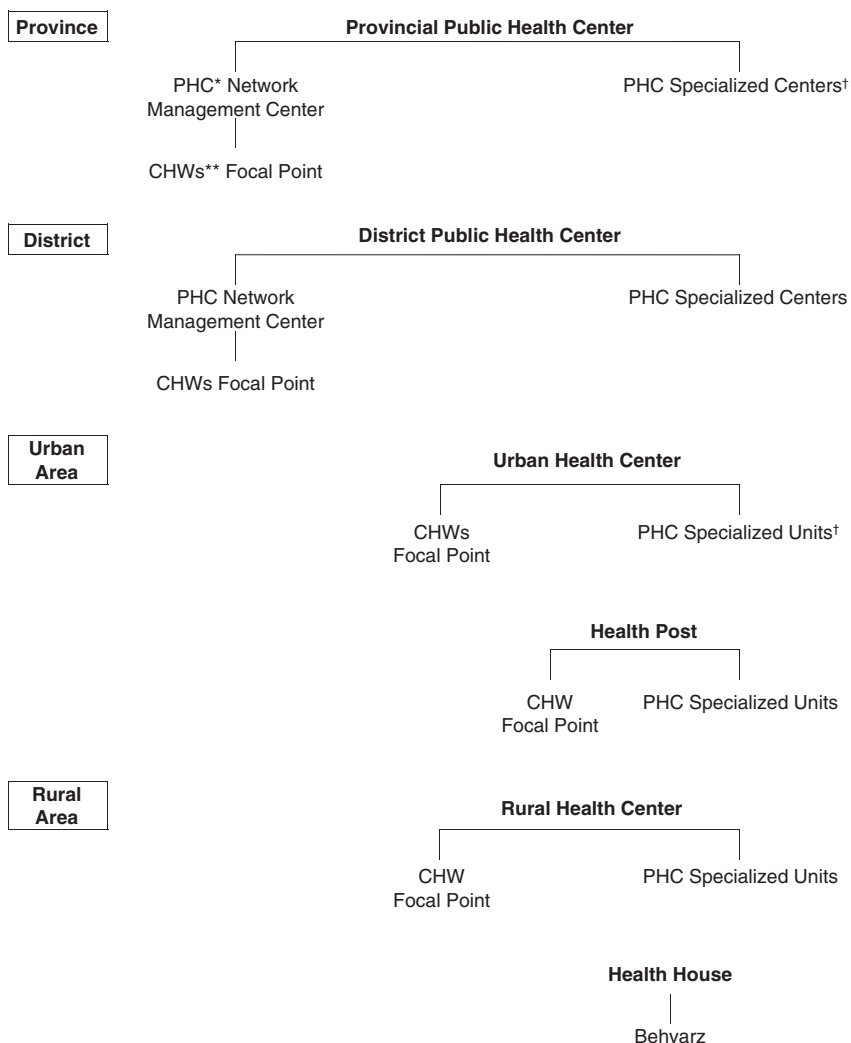 Province
Provincial Public Health Center
PHC* Network
Management Center
PHC Specialized Centers†
CHWs** Focal Point
District
District Public Health Center
PHC Network
Management Center
PHC Specialized Centers
CHWs Focal Point
Urban
Area
Urban Health Center
CHWs
Focal Point
PHC Specialized Units†
Health Post
CHW
Focal Point
PHC Specialized Units
Rural
Area
Rural Health Center
CHW
Focal Point
PHC Specialized Units
Health House
Behvarz